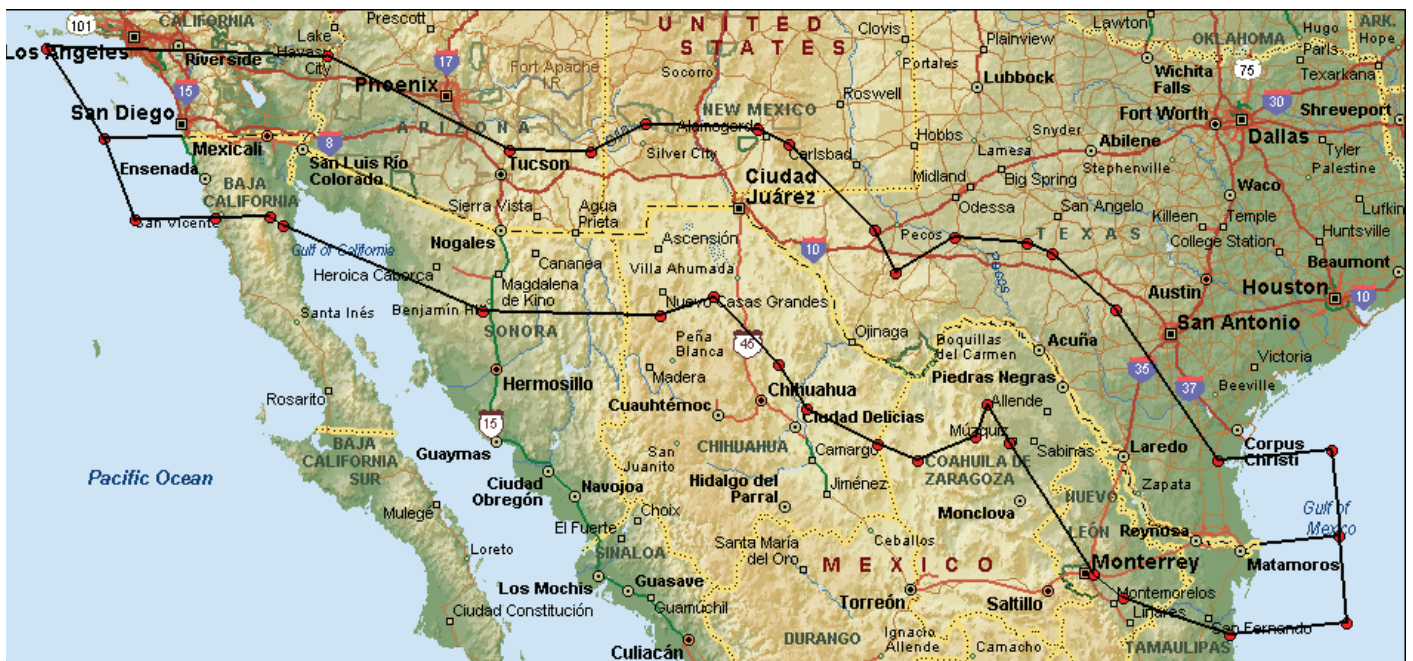 CALIFORNIA
101
Los Angeles
Riverside
Lake
Havasu
City
Prescott
17
Phoenix
Fort Apache
IR
UNITED
STATES
Socorro
Clovis
Portales
Plainview
Lubbock
Lawton
OKLAHOMA
Wichita
Falls
75
Hugo
Paris
ARK.
Hope
Texarkana
15
San Diego
ARIZONA
NEW MEXICO
Alamogordo
Roswell
Hobbs
Carlsbad
Lamesa
Snyder
Abilene
Stephenville
Fort Worth
30
Dallas
Shreveport
Tyler
Palestine
Mexicali
8
San Luis Río
Colorado
Tucson
Silver City
Ciudad
Juárez
Midland
Big Spring
Odessa
San Angelo
Waco
Killeen
Temple
Lufkin
Ensenada
BAJA
CALIFORNIA
San Vicente
Sierra Vista
Agua
Prieta
Nogales
Ascensión
10
Pecos
Pecos
TEXAS
College Station
Huntsville
Beaumont
Gulf of California
Heroica Caborca
Cananea
Villa Ahumada
Magdalena
de Kino
Nuevo Casas Grandes
Austin
Houston
10
Santa Inés
Benjamin Hill
SONORA
Peña
Blanca
45
Ojinaga
Boquillas
del Carmen
Acuña
San Antonio
35
37
Victoria
Beeville
Madera
Hermosillo
Cuauhtémoc
Chihuahua
Ciudad Delicias
Piedras Negras
Allende
Rosarito
15
Guaymas
San
Juanito
CHIHUAHUA
Camargo
Múzquiz
COAHUILA DE
ZARAGOZA
Sabinas
Laredo
Corpus
Christi
BAJA
CALIFORNIA
SUR
Pacific Ocean
Ciudad
Obregón
Navojoa
Hidalgo del
Parral
Jiménez
Monclova
NUEVO
LEÓN
Zapata
Gulf of
Mexico
Mulegé
El Fuerte
Choix
SINALOA
Santa María
del Oro
Ceballos
Reynosa
Matamoros
Loreto
Los Mochis
Guasave
Guamuchil
MEXICO
Monterrey
Torreón
Saltillo
Montemorelos
Linares
San Fernando
Ciudad Constitución
Culiacán
DURANGO
Ignacio
Allende
Camacho
TAMAULIPAS